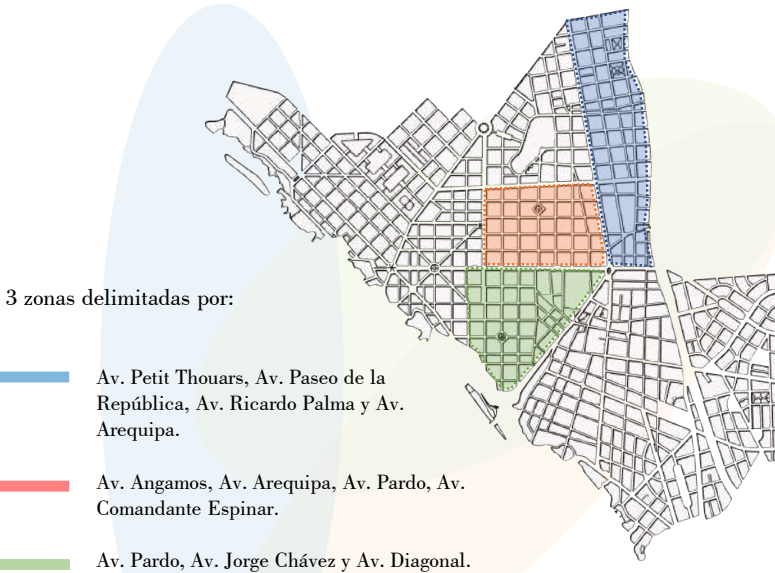 3 zonas delimitadas por:
Av. Petit Thouars, Av. Paseo de la
República, Av. Ricardo Palma y Av.
Arequipa.
Av. Angamos, Av. Arequipa, Av. Pardo, Av.
Comandante Espinar.
Av. Pardo, Av. Jorge Chávez y Av. Diagonal.